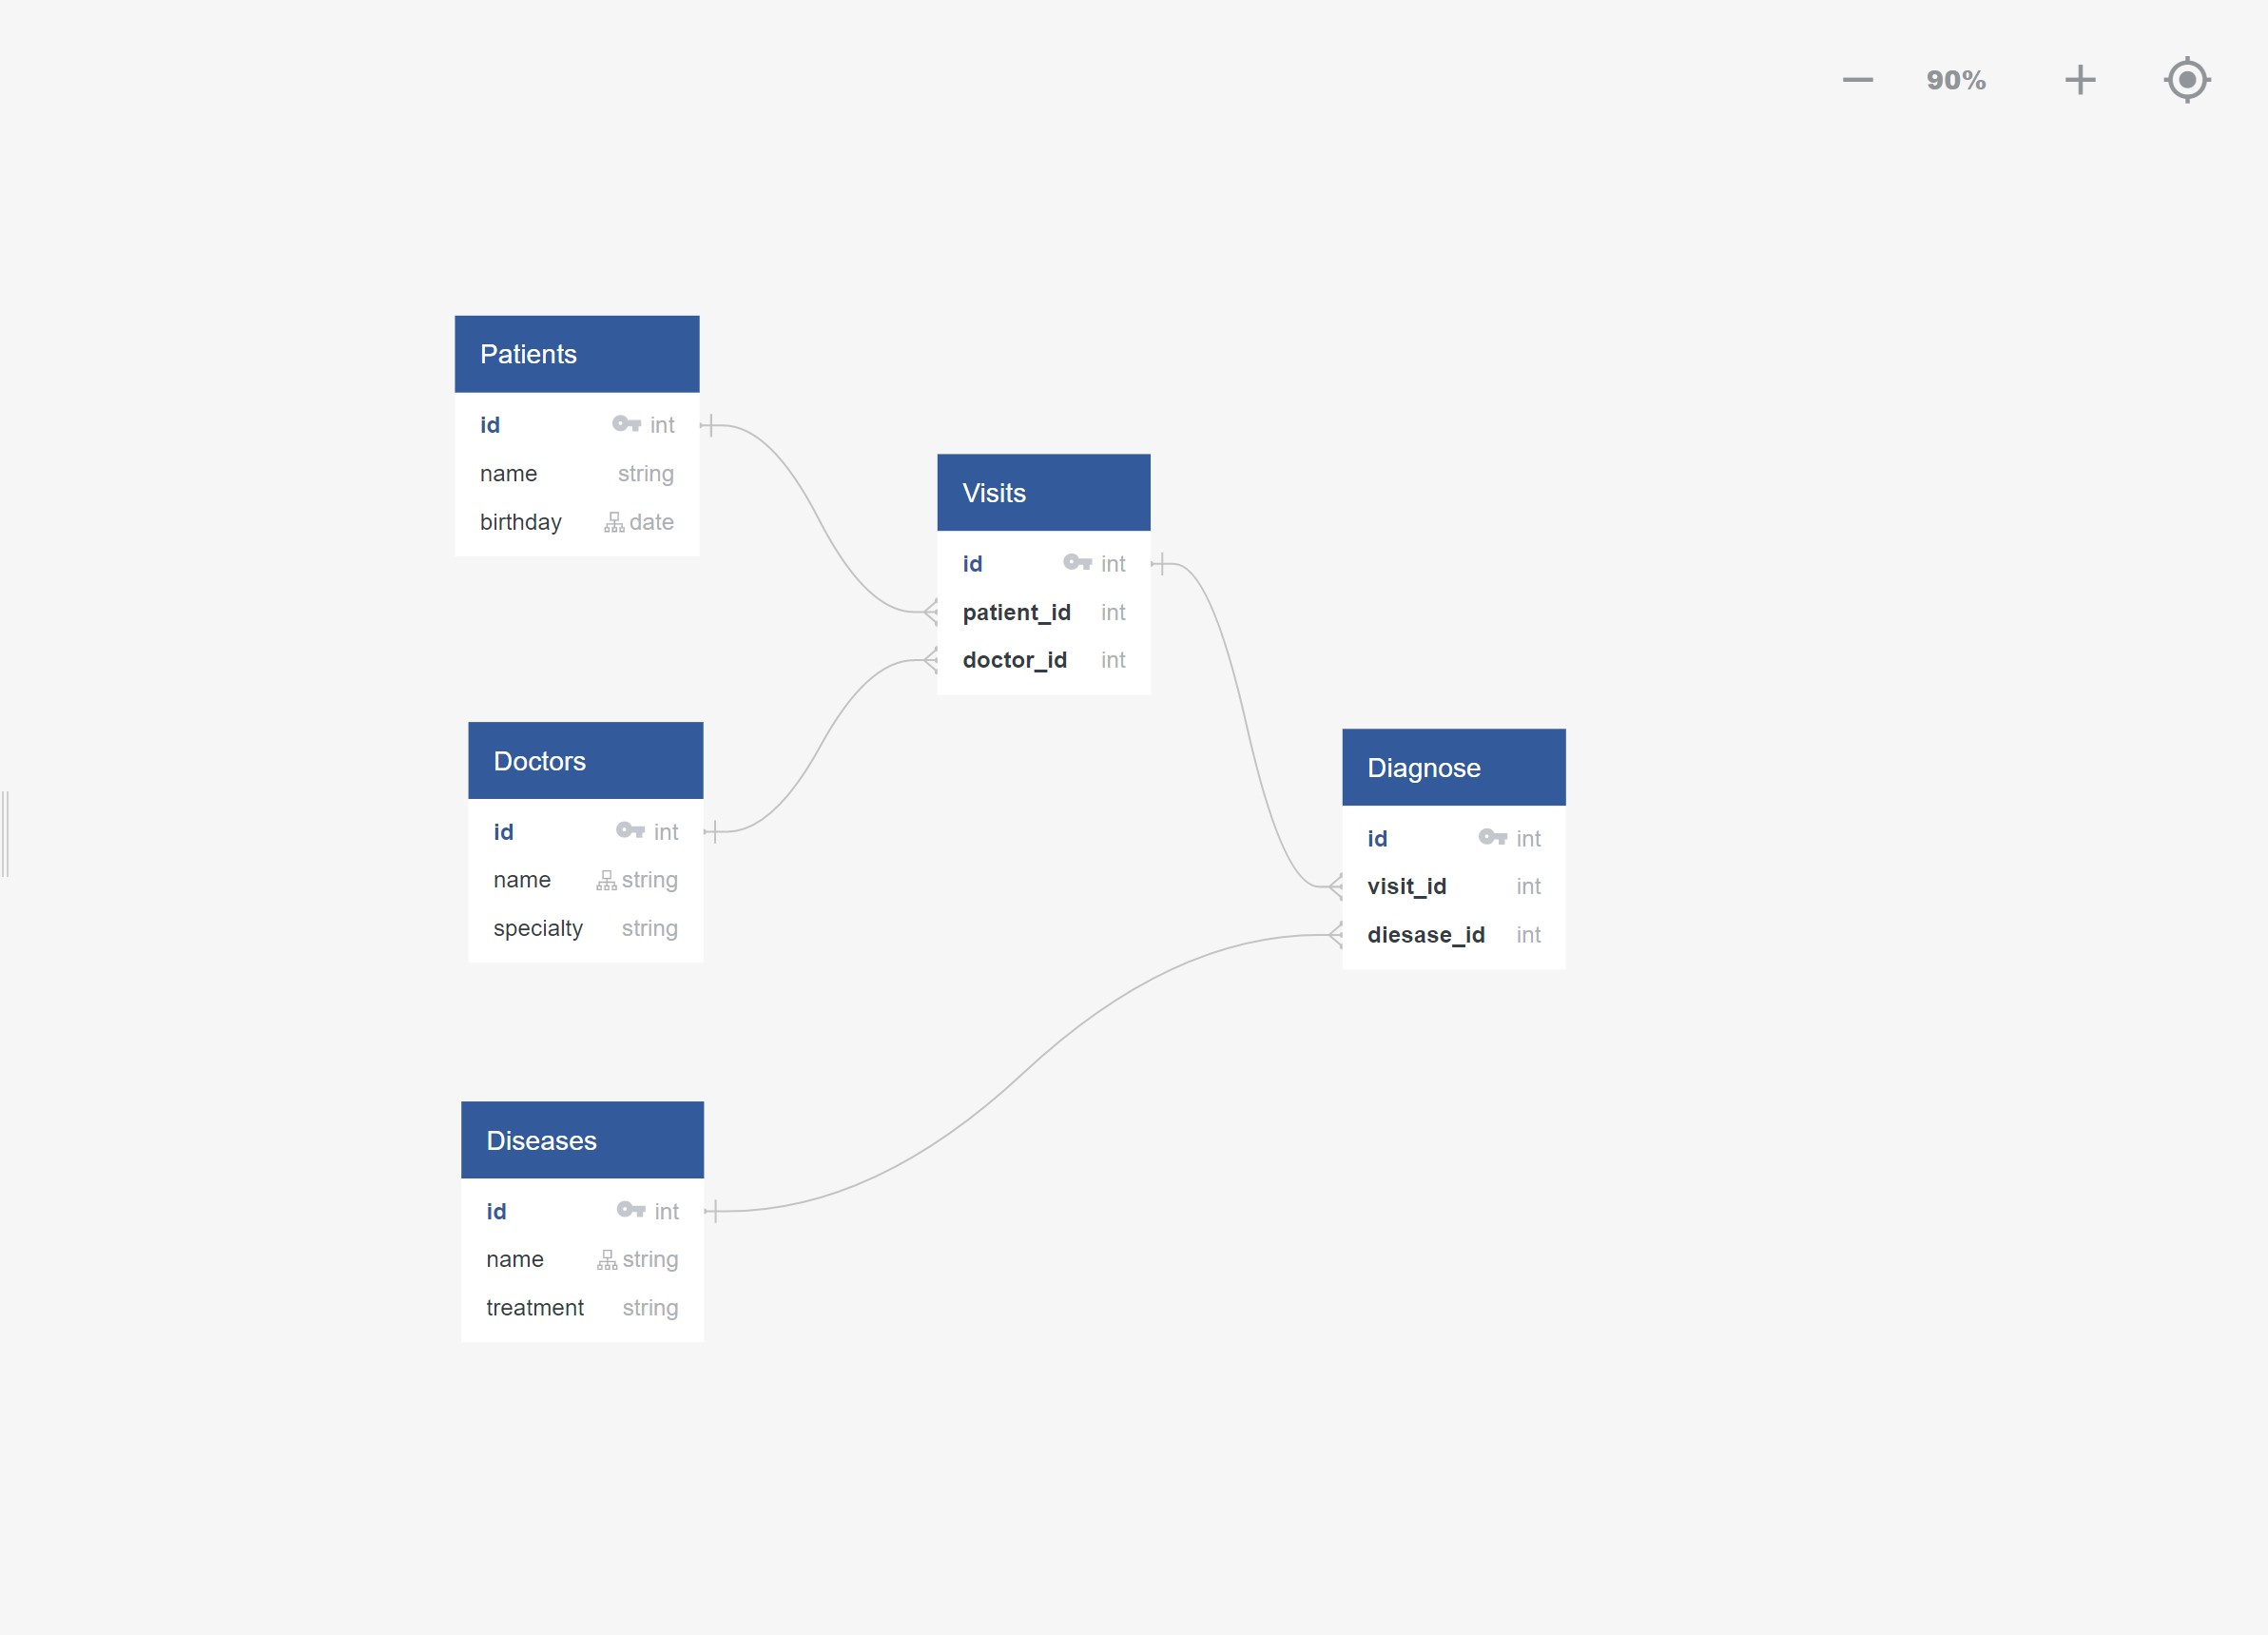 90%
Patients
id int
name string
birthday date
Visits
id int
patient_id int
doctor_id int
Doctors
id int
name string
specialty string
Diagnose
id int
visit_id int
diesase_id int
Diseases
id int
name string
treatment string